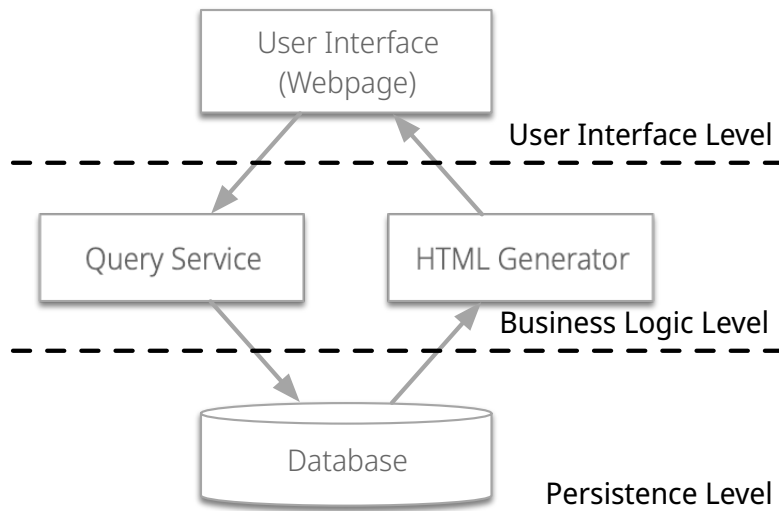 User Interface
(Webpage)
User Interface Level
Query Service
HTML Generator
Business Logic Level
Database
Persistence Level